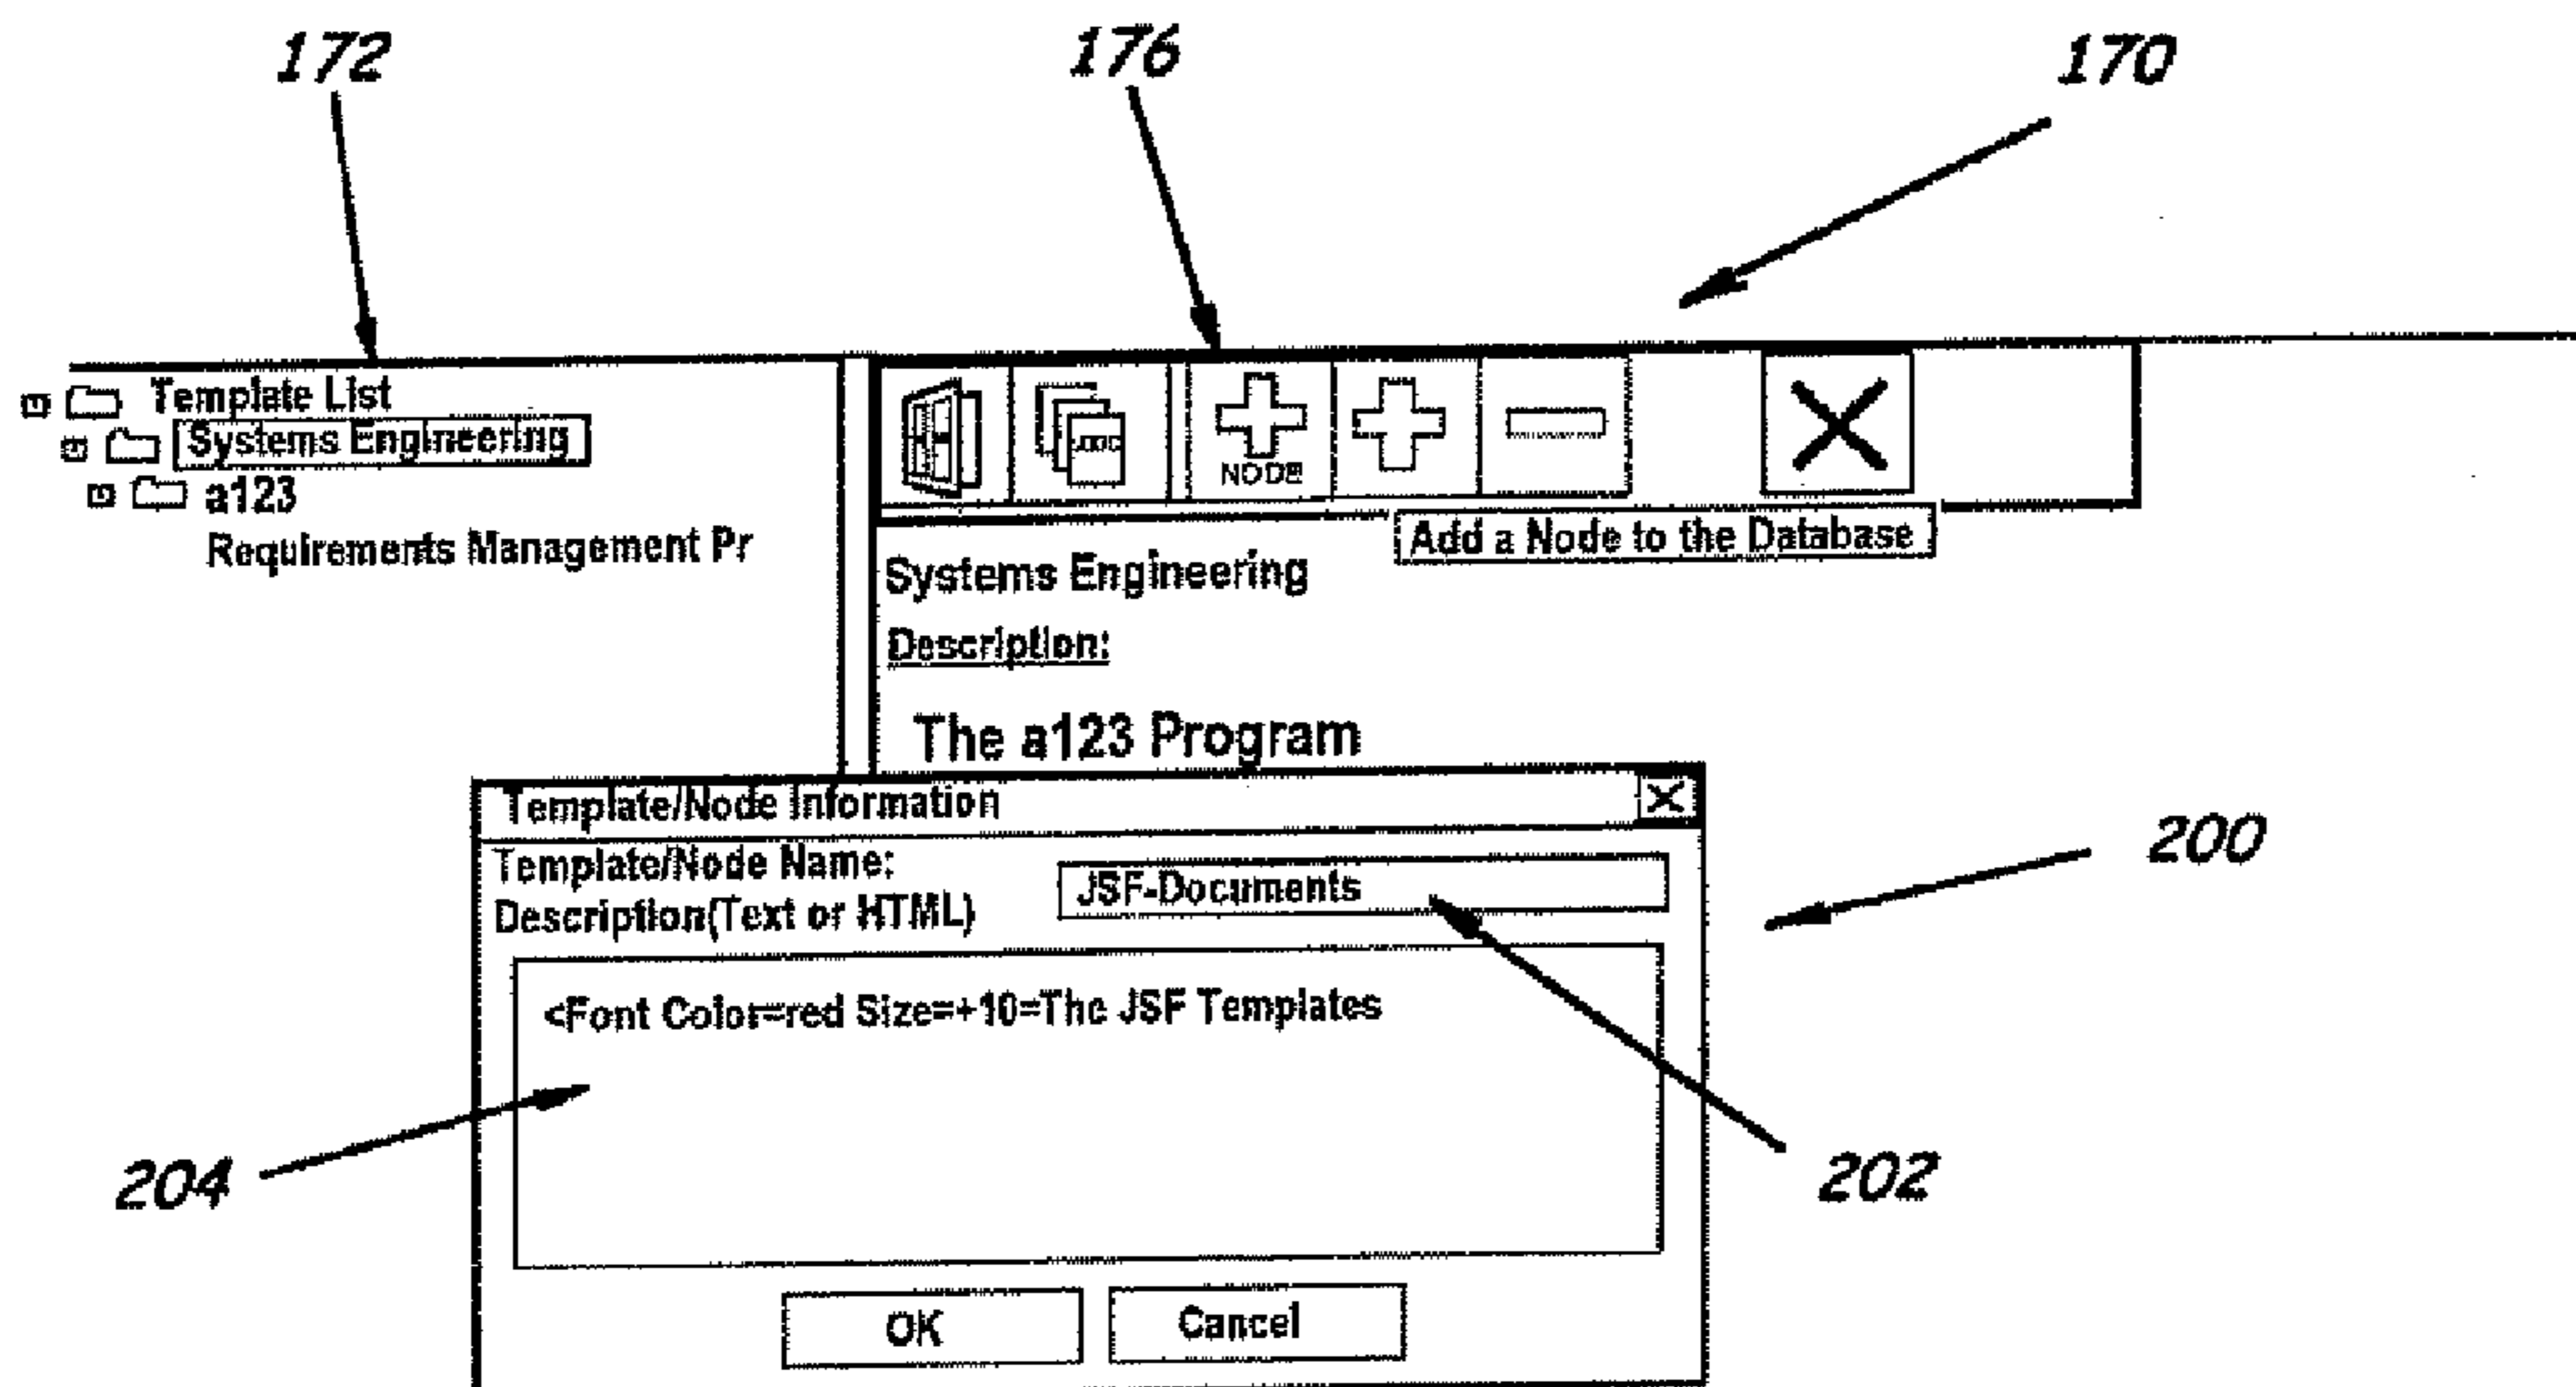 172
176
170
Template List
Systems Engineering
a123
Requirements Management Pr
NODE
Add a Node to the Database
Systems Engineering
Description:
The a123 Program
Template/Node Information
Template/Node Name:
JSF-Documents
Description(Text or HTML)
<Font Color=red Size=+10=The JSF Templates
OK
Cancel
200
202
204